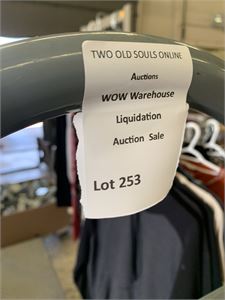 TWO OLD SOULS ONLINE
Auctions
WOW Warehouse
Liquidation
Auction Sale
Lot 253